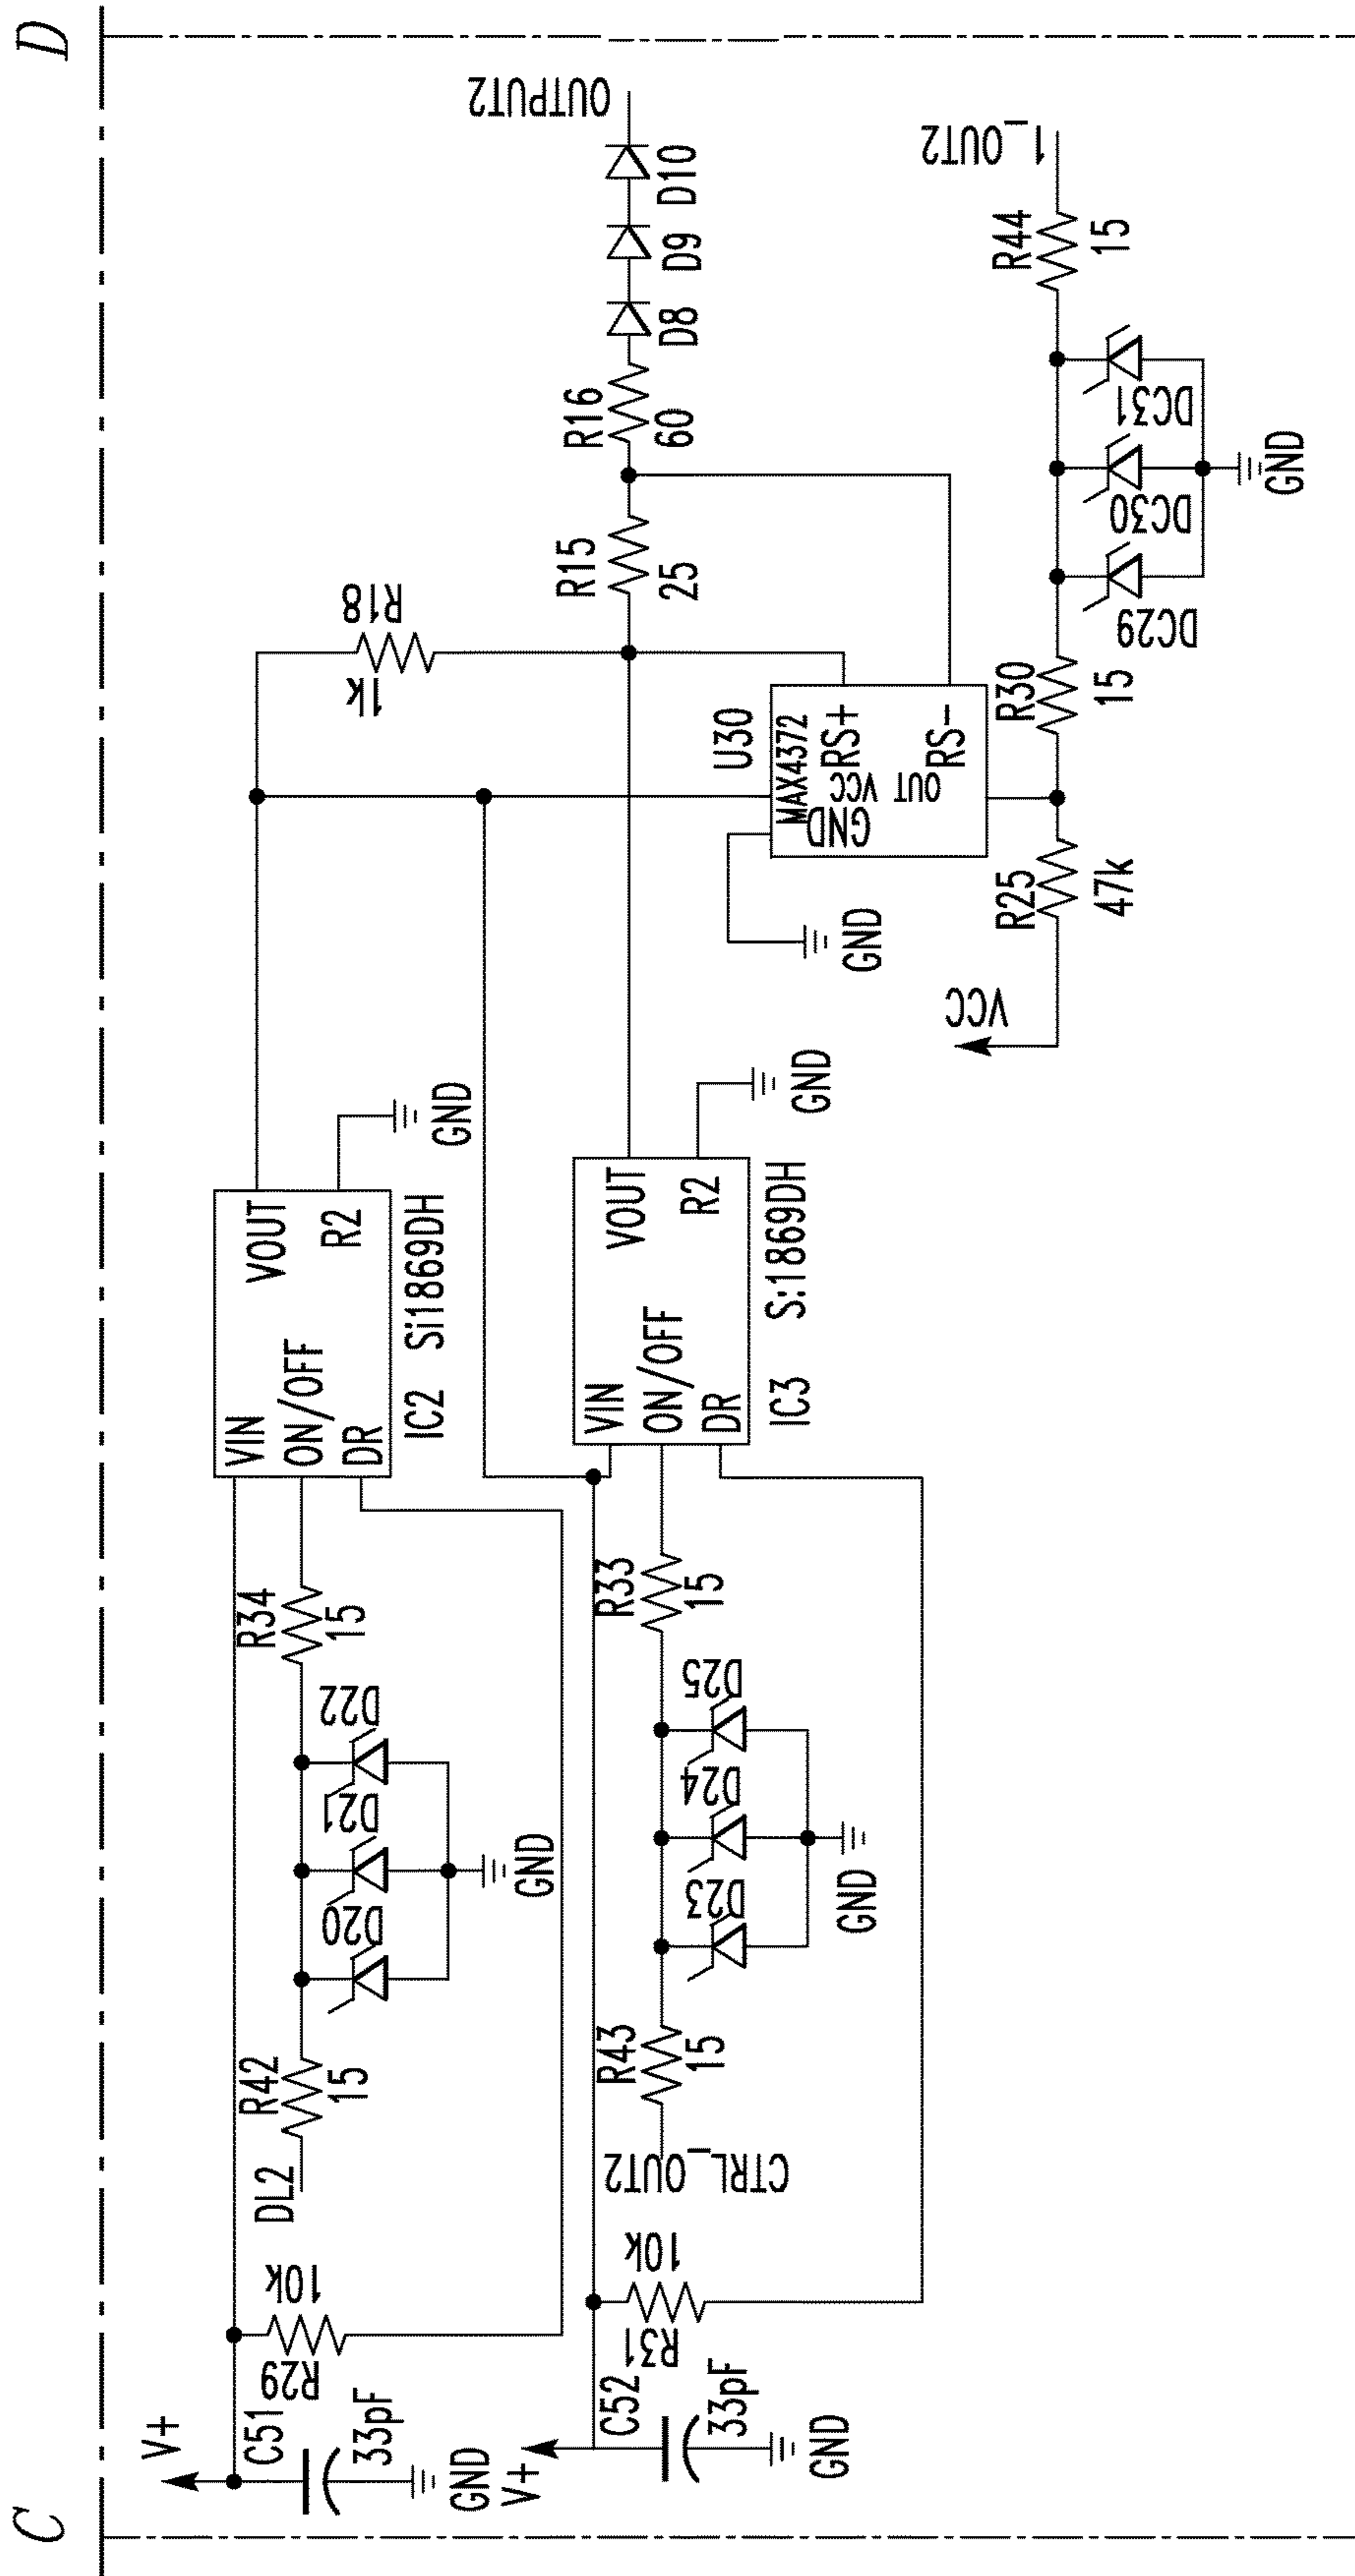 C
D
V+
C51
33pF
GND
R29
10k
DL2
R42
15
D20
D21
D22
GND
R34
15
VIN
ON/OFF
DR
VOUT
R2
IC2 Si1869DH
GND
R18
1k
V+
C52
33pF
GND
R31
10k
CTRL_OUT2
R43
15
D23
D24
D25
GND
R33
15
VIN
ON/OFF
DR
VOUT
R2
IC3 S:1869DH
GND
R15
25
R16
60
D8
D9
D10
OUTPUT2
U30
MAX4372
GND
VCC
RS+
OUT
RS-
GND
VCC
R25
47k
R30
15
DC29
DC30
DC31
GND
R44
15
1_OUT2